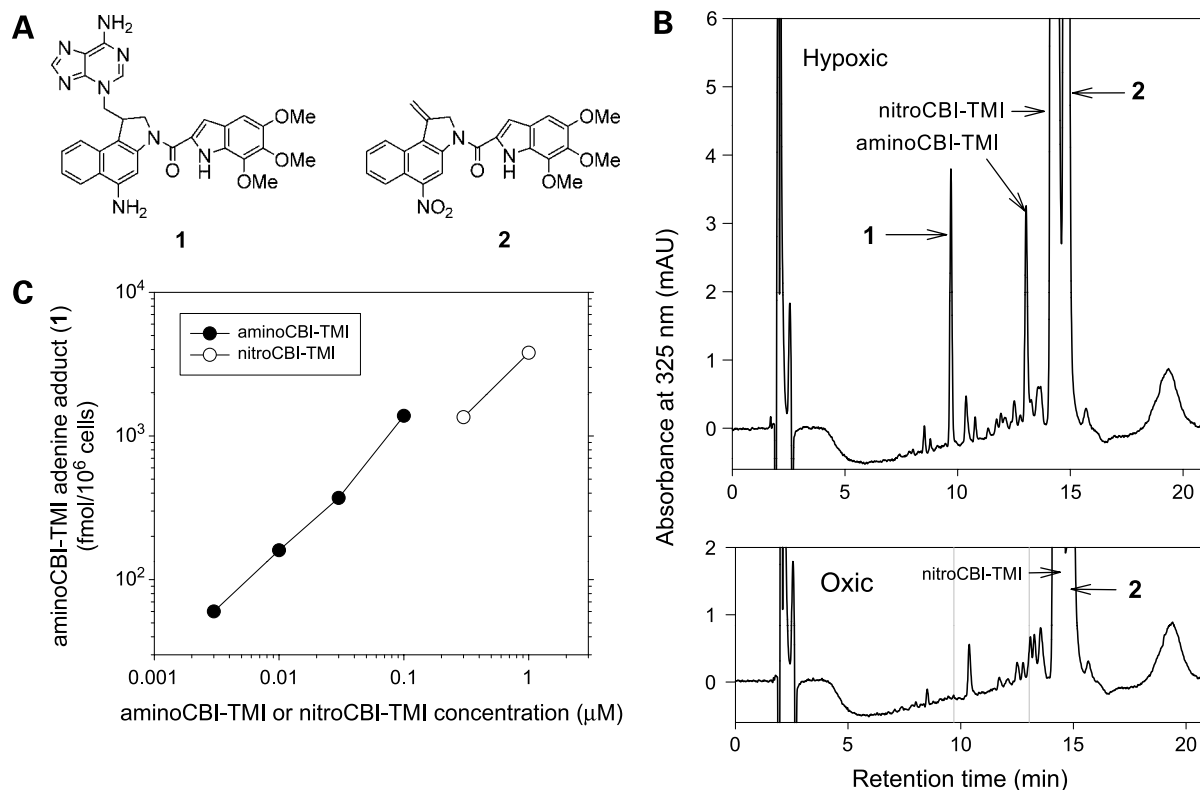 A
NH2
N
N
N
N
N
O
N
H
OMe
OMe
OMe
NH2
1
N
O
N
H
OMe
OMe
OMe
NO2
2
B
Absorbance at 325 nm (mAU)
6
5
4
3
2
1
0
Hypoxic
2
nitroCBI-TMI
aminoCBI-TMI
1
0 5 10 15 20
2
1
0
Oxic
nitroCBI-TMI
2
0 5 10 15 20
Retention time (min)
C
aminoCBI-TMI adenine adduct (1)
(fmol/10^6 cells)
10^4
10^3
10^2
aminoCBI-TMI
nitroCBI-TMI
0.001 0.01 0.1 1
aminoCBI-TMI or nitroCBI-TMI concentration (µM)